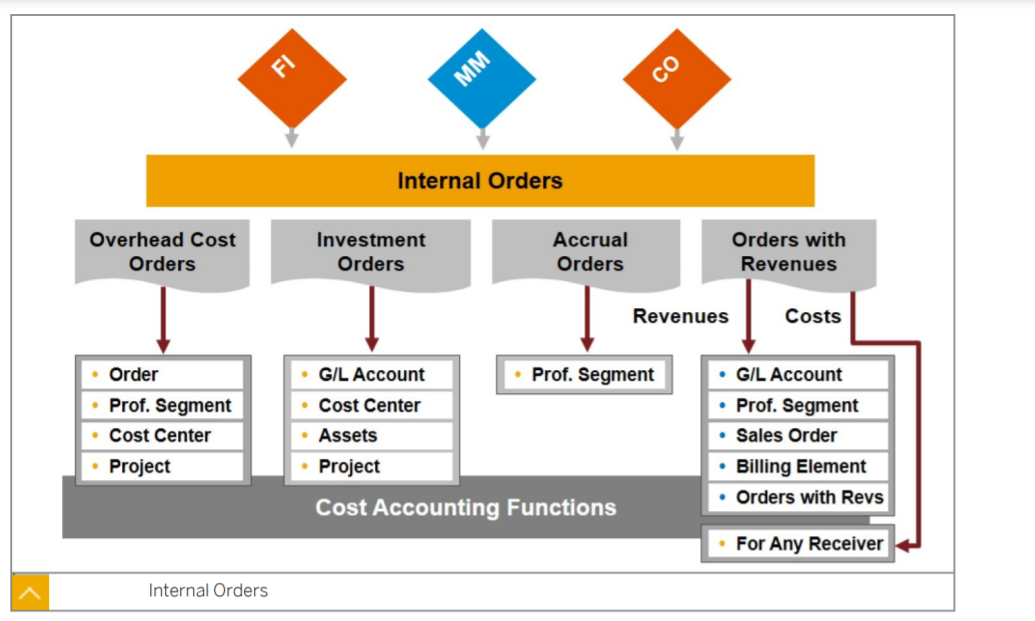 FI
MM
CO
Internal Orders
Overhead Cost
Orders
Investment
Orders
Accrual
Orders
Orders with
Revenues
Revenues
Costs
Order
Prof. Segment
Cost Center
Project
G/L Account
Cost Center
Assets
Project
Prof. Segment
G/L Account
Prof. Segment
Sales Order
Billing Element
Orders with Revs
For Any Receiver
Cost Accounting Functions
Internal Orders